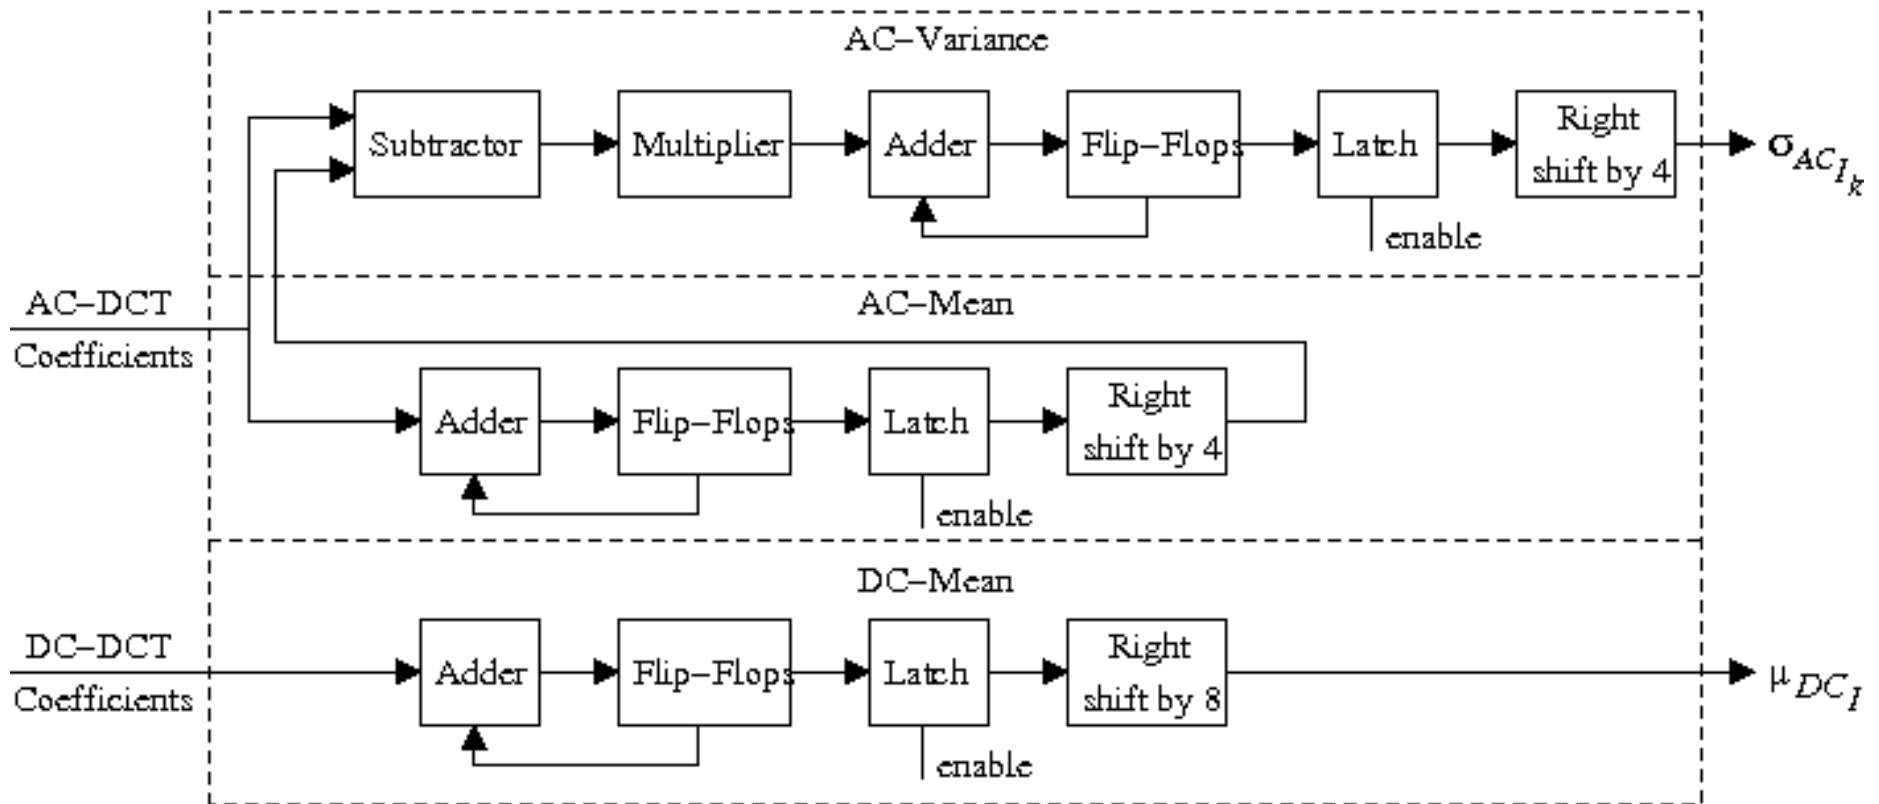 AC–Variance
Subtractor
Multiplier
Adder
Flip–Flops
Latch
Right
shift by 4
σ AC I k
enable
AC–DCT
Coefficients
AC–Mean
Adder
Flip–Flops
Latch
Right
shift by 4
enable
DC–Mean
DC–DCT
Coefficients
Adder
Flip–Flops
Latch
Right
shift by 8
μ DC I
enable